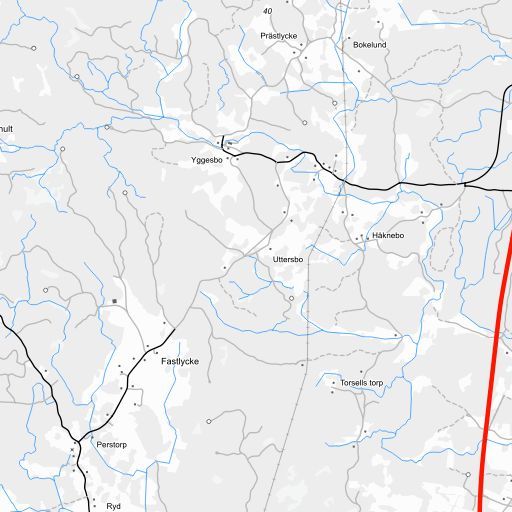 40
Prästlycke
Bokelund
hult
Yggesbo
Håknebo
Uttersbo
Fastlycke
Torsells torp
Perstorp
Ryd